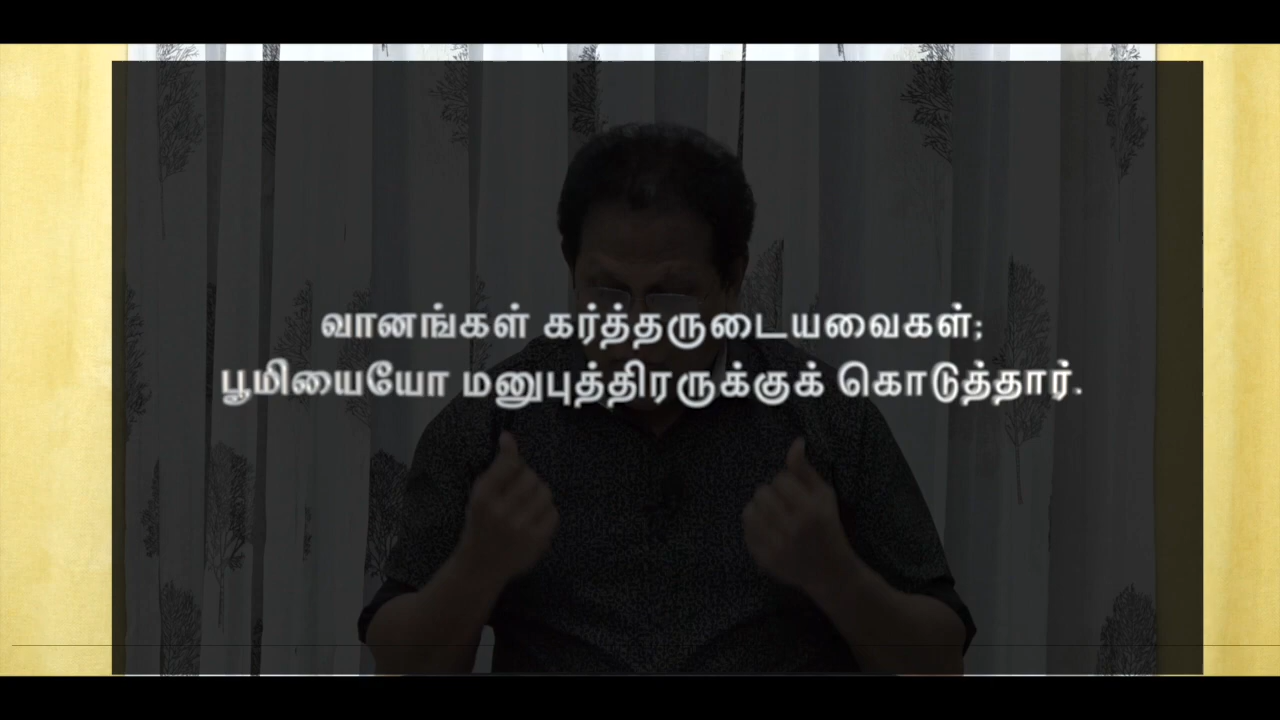 வானங்கள் கர்த்தருடையவைகள்;
பூமியையோ மனுபுத்திரருக்குக் கொடுத்தார்.